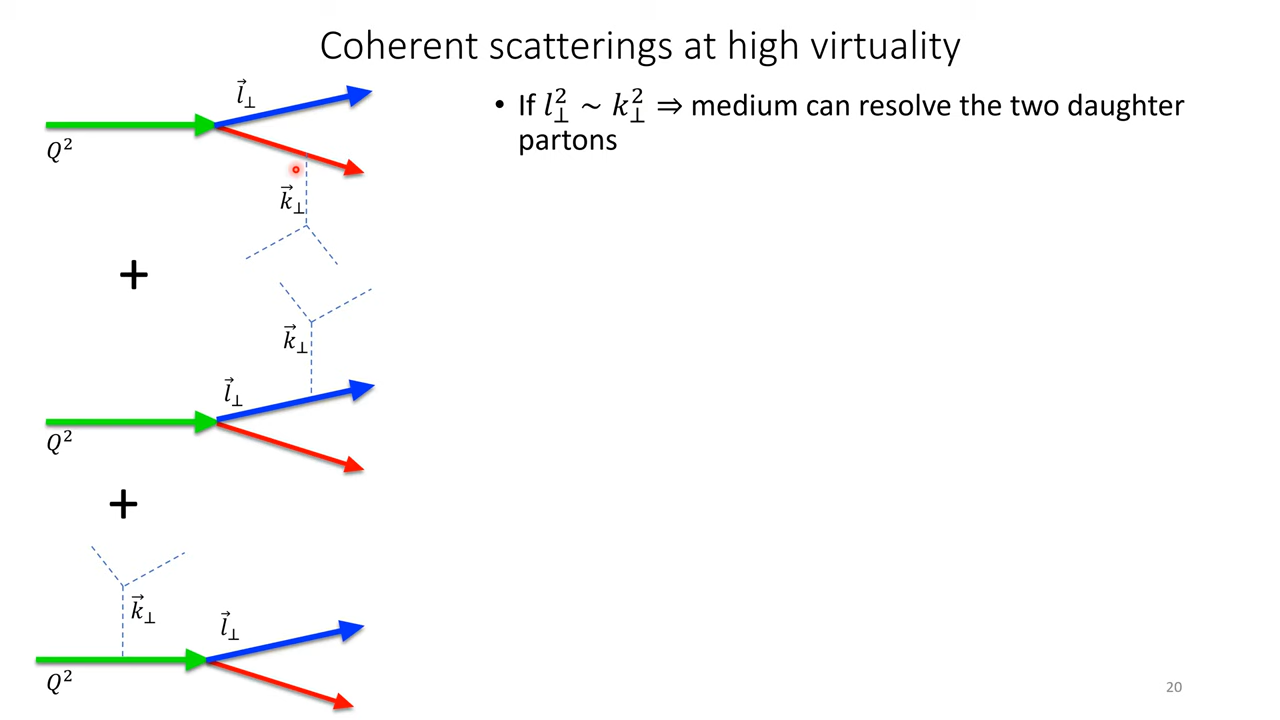 Coherent scatterings at high virtuality
• If $l_\perp^2 \sim k_\perp^2 \Rightarrow$ medium can resolve the two daughter
partons
$\vec{l}_\perp$
$Q^2$
$\vec{k}_\perp$
+
$\vec{k}_\perp$
$\vec{l}_\perp$
$Q^2$
+
$\vec{k}_\perp$
$\vec{l}_\perp$
$Q^2$
20